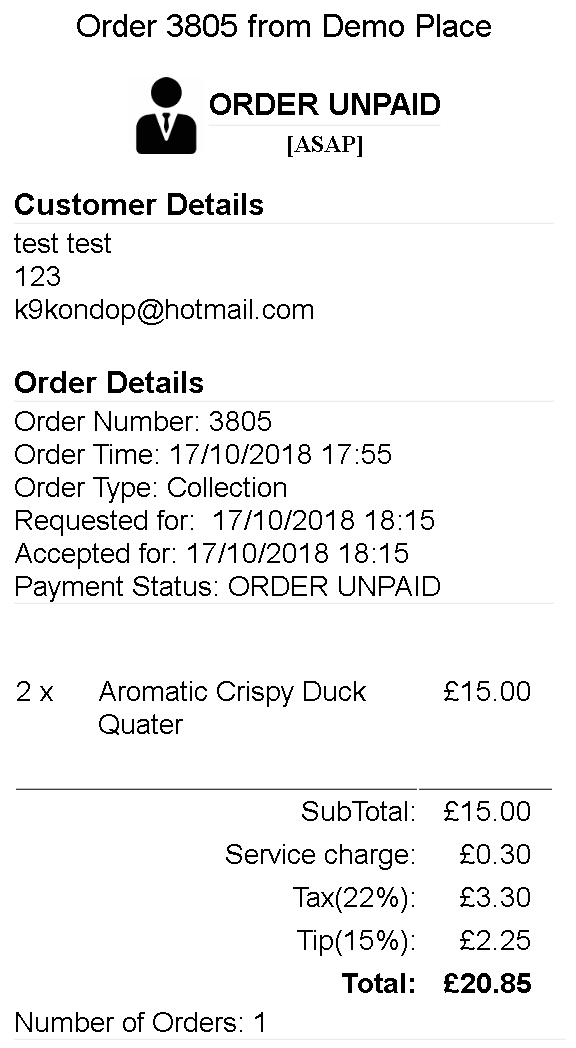 Order 3805 from Demo Place
ORDER UNPAID
[ASAP]
Customer Details
test test
123
k9kondop@hotmail.com
Order Details
Order Number: 3805
Order Time: 17/10/2018 17:55
Order Type: Collection
Requested for: 17/10/2018 18:15
Accepted for: 17/10/2018 18:15
Payment Status: ORDER UNPAID
2 x Aromatic Crispy Duck £15.00
Quater
SubTotal: £15.00
Service charge: £0.30
Tax(22%): £3.30
Tip(15%): £2.25
Total: £20.85
Number of Orders: 1